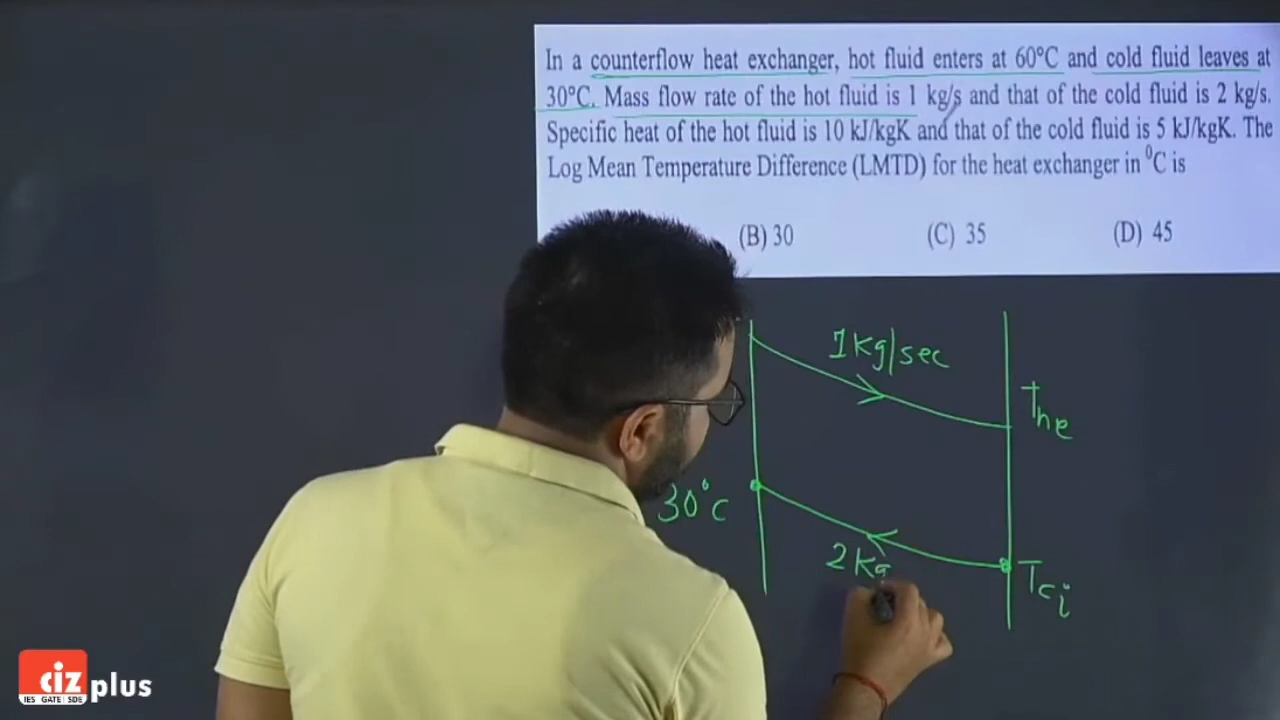 In a counterflow heat exchanger, hot fluid enters at 60°C and cold fluid leaves at
30°C. Mass flow rate of the hot fluid is 1 kg/s and that of the cold fluid is 2 kg/s.
Specific heat of the hot fluid is 10 kJ/kgK and that of the cold fluid is 5 kJ/kgK. The
Log Mean Temperature Difference (LMTD) for the heat exchanger in ⁰C is
(B) 30 (C) 35 (D) 45
1Kg/sec
The
30°C
2Kg
Tci
CIZ plus
IES GATE SDE